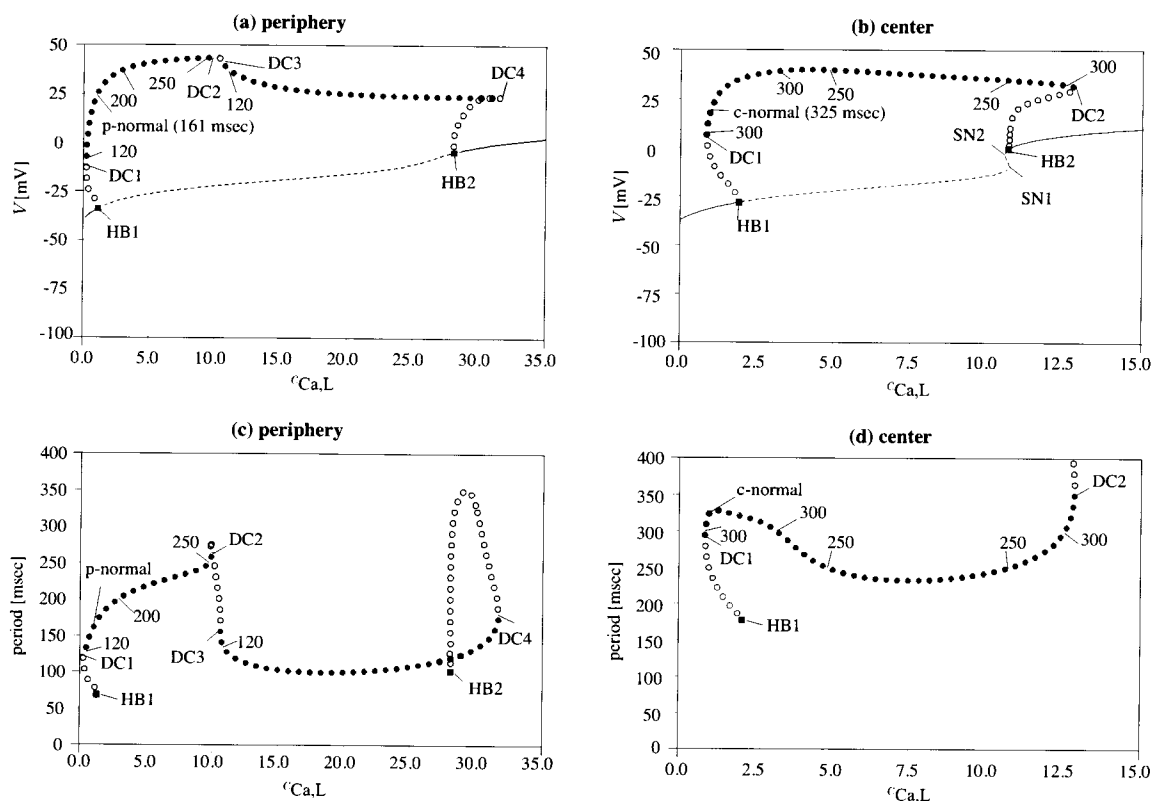 (a) periphery
50
25
0
-25
-50
-75
-100
V [mV]
DC3
250
DC2
120
200
DC4
p-normal (161 msec)
120
DC1
HB1
HB2
0.0 5.0 10.0 15.0 20.0 25.0 30.0 35.0
cCa,L
(b) center
50
25
0
-25
-50
-75
-100
V [mV]
300
300
250
250
DC2
c-normal (325 msec)
300
DC1
SN2
HB2
SN1
HB1
0.0 2.5 5.0 7.5 10.0 12.5 15.0
cCa,L
(c) periphery
400
350
300
250
200
150
100
50
0
period [msec]
250
DC2
p-normal
200
120
DC3
120
DC1
DC4
HB1
HB2
0.0 5.0 10.0 15.0 20.0 25.0 30.0 35.0
cCa,L
(d) center
400
350
300
250
200
150
100
50
0
period [msec]
c-normal
DC2
300
300
300
DC1
250
250
HB1
0.0 2.5 5.0 7.5 10.0 12.5 15.0
cCa,L